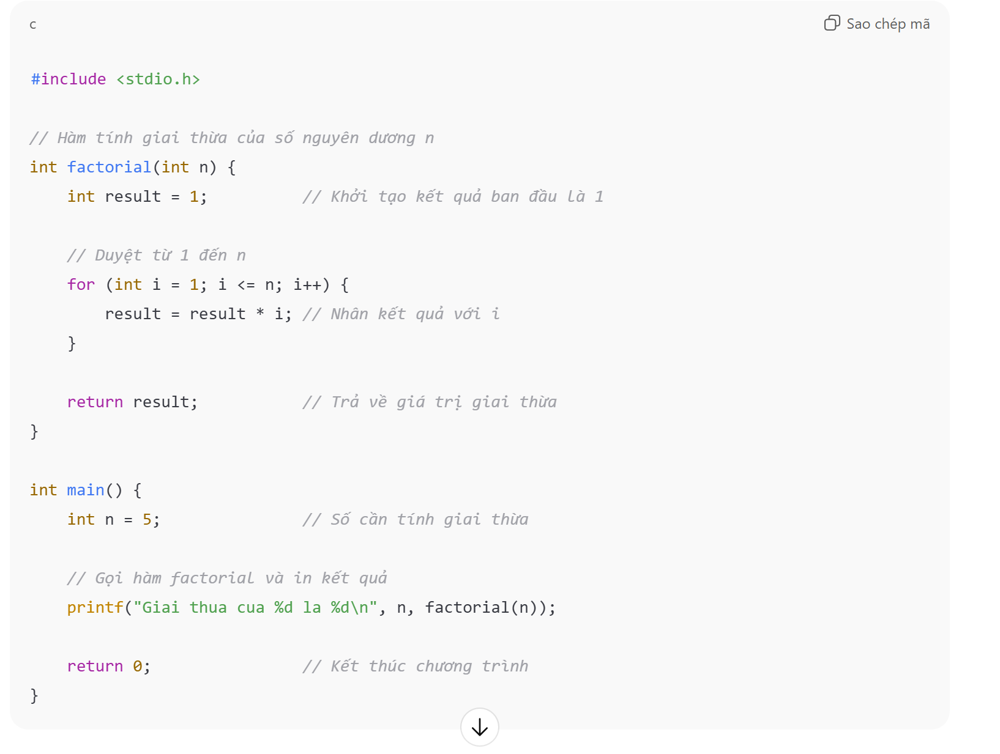 c
Sao chép mã
#include <stdio.h>
// Hàm tính giai thừa của số nguyên dương n
int factorial(int n) {
    int result = 1;          // Khởi tạo kết quả ban đầu là 1
    // Duyệt từ 1 đến n
    for (int i = 1; i <= n; i++) {
        result = result * i; // Nhân kết quả với i
    }
    return result;           // Trả về giá trị giai thừa
}
int main() {
    int n = 5;               // Số cần tính giai thừa
    // Gọi hàm factorial và in kết quả
    printf("Giai thua cua %d la %d\n", n, factorial(n));
    return 0;                // Kết thúc chương trình
}